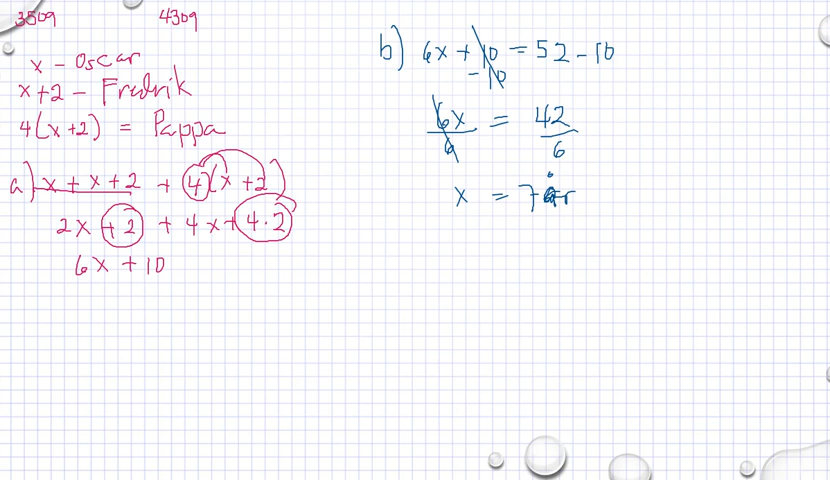 3509 4309
x - Oscar
x+2 - Fredrik
4(x+2) = Pappa
a) x + x + 2 + 4(x + 2)
2x + 2 + 4x + 4·2
6x + 10
b) 6x + 10 = 52 - 10
- 10
6x = 42
6 6
x = 7 år